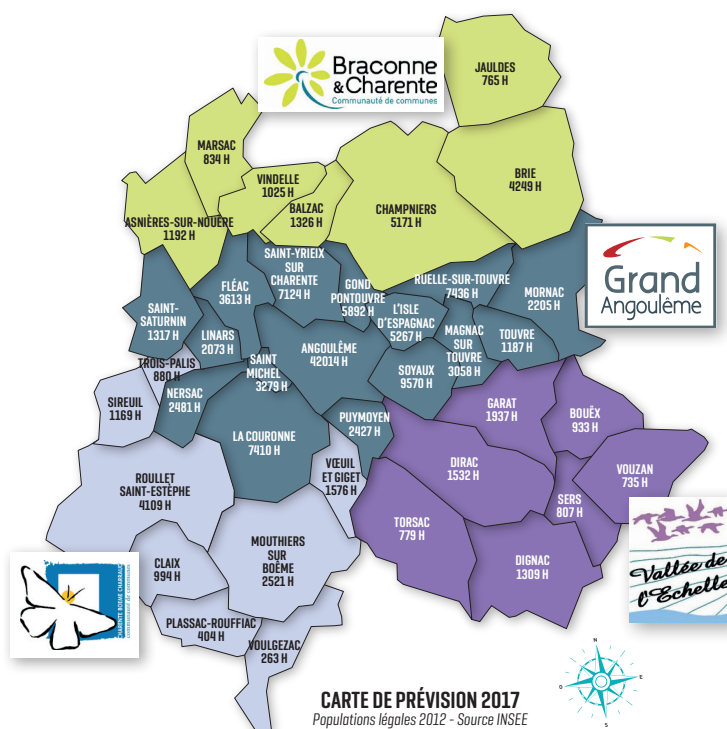 Braconne
&Charente
Communauté de communes
JAULDES
765 H
MARSAC
834 H
BRIE
4249 H
VINDELLE
1025 H
BALZAC
1326 H
CHAMPNIERS
5171 H
ASNIÈRES-SUR-NOUÈRE
1192 H
Grand
Angoulême
SAINT-YRIEIX
SUR
CHARENTE
7124 H
FLÉAC
3613 H
GOND
PONTOUVRE
5892 H
RUELLE-SUR-TOUVRE
7436 H
MORNAC
2205 H
SAINT-
SATURNIN
1317 H
LINARS
2073 H
L'ISLE
D'ESPAGNAC
5267 H
MAGNAC
SUR
TOUVRE
3058 H
TOUVRE
1187 H
ANGOULÊME
42014 H
TROIS-PALIS
880 H
SAINT
MICHEL
3279 H
SOYAUX
9570 H
SIREUIL
1169 H
NERSAC
2481 H
GARAT
1937 H
BOUËX
933 H
PUYMOYEN
2427 H
LA COURONNE
7410 H
DIRAC
1532 H
VOUZAN
735 H
VŒUIL
ET GIGET
1576 H
ROULLET
SAINT-ESTÈPHE
4109 H
SERS
807 H
TORSAC
779 H
MOUTHIERS
SUR
BOËME
2521 H
DIGNAC
1309 H
Vallée de
l'Echelle
CLAIX
994 H
CHARENTE BOËME CHARRAUD
communauté de communes
PLASSAC-ROUFFIAC
404 H
VOULGEZAC
263 H
N
O
E
S
CARTE DE PRÉVISION 2017
Populations légales 2012 - Source INSEE